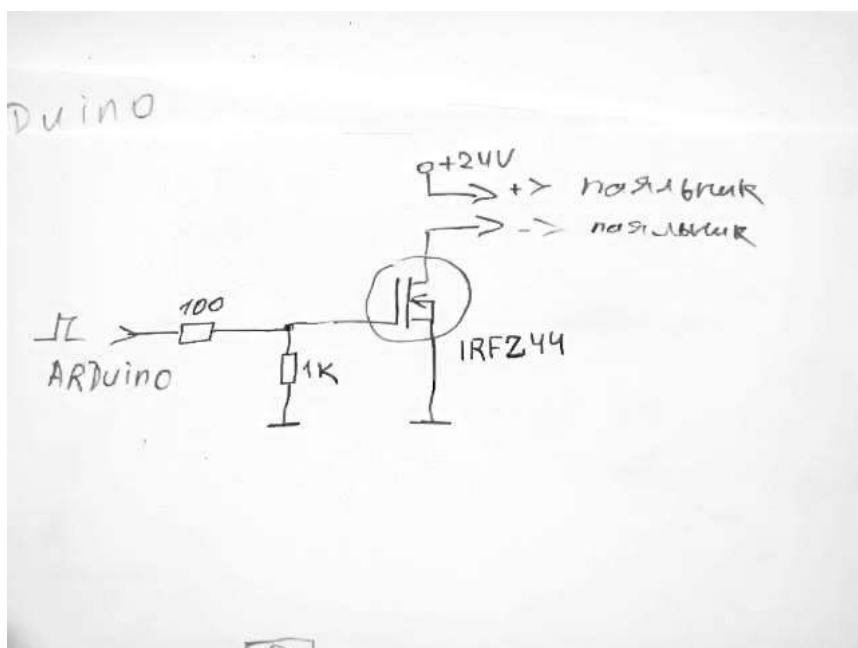 Duino
+24V
+> паяльник
-> паяльник
100
ARDuino
1K
IRFZ44